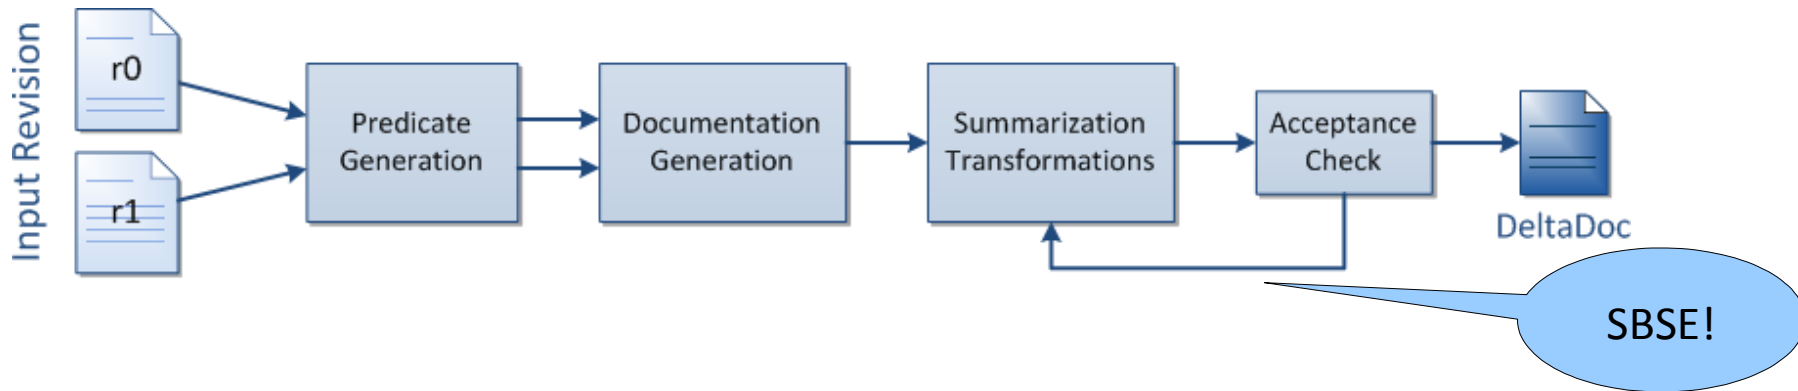 Input Revision
r0
r1
Predicate
Generation
Documentation
Generation
Summarization
Transformations
Acceptance
Check
DeltaDoc
SBSE!